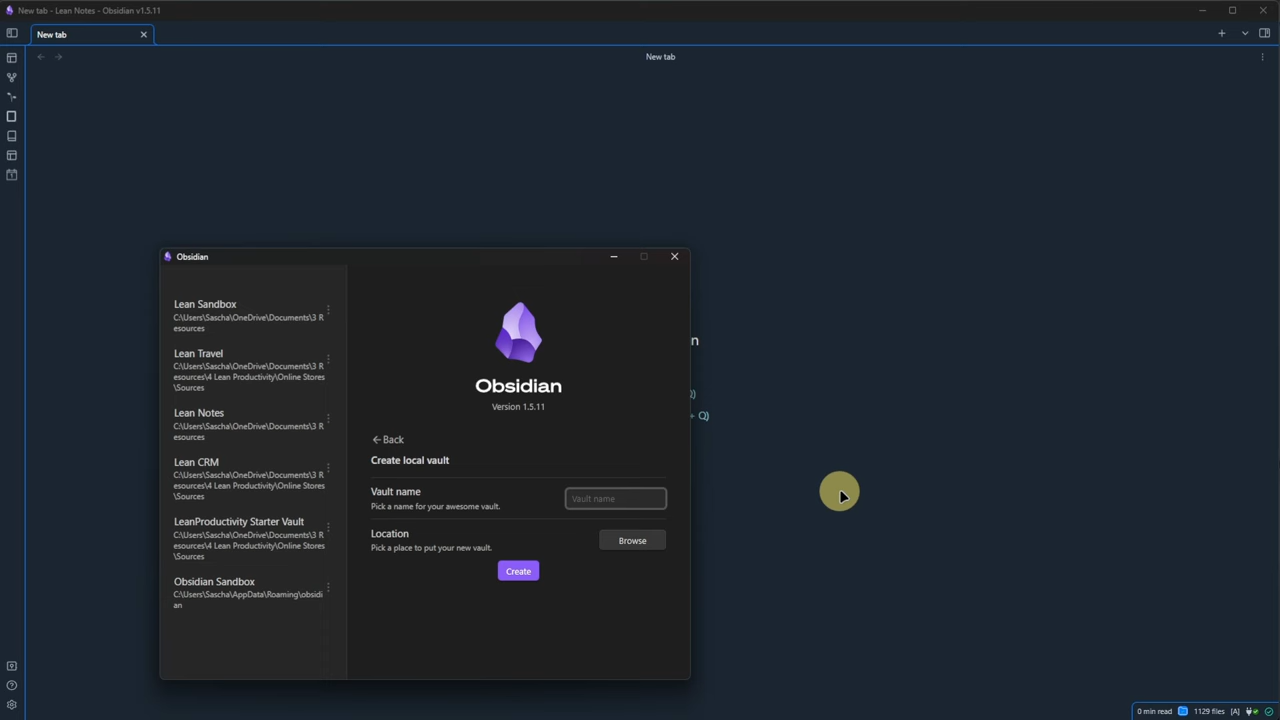 New tab - Lean Notes - Obsidian v1.5.11
New tab
New tab
Obsidian
Lean Sandbox
C:\Users\Sascha\OneDrive\Documents\3 R
esources
Lean Travel
C:\Users\Sascha\OneDrive\Documents\3 R
esources\4 Lean Productivity\Online Stores
\Sources
Lean Notes
C:\Users\Sascha\OneDrive\Documents\3 R
esources
Lean CRM
C:\Users\Sascha\OneDrive\Documents\3 R
esources\4 Lean Productivity\Online Stores
\Sources
LeanProductivity Starter Vault
C:\Users\Sascha\OneDrive\Documents\3 R
esources\4 Lean Productivity\Online Stores
\Sources
Obsidian Sandbox
C:\Users\Sascha\AppData\Roaming\obsidi
an
Obsidian
Version 1.5.11
Back
Create local vault
Vault name
Pick a name for your awesome vault.
Vault name
Location
Pick a place to put your new vault.
Browse
Create
n
)
+ Q)
0 min read
1129 files
[A]